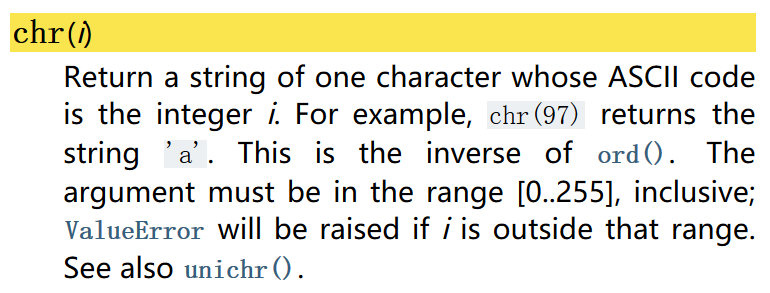 chr(i)
Return a string of one character whose ASCII code
is the integer i. For example, chr(97) returns the
string 'a'. This is the inverse of ord(). The
argument must be in the range [0..255], inclusive;
ValueError will be raised if i is outside that range.
See also unichr().